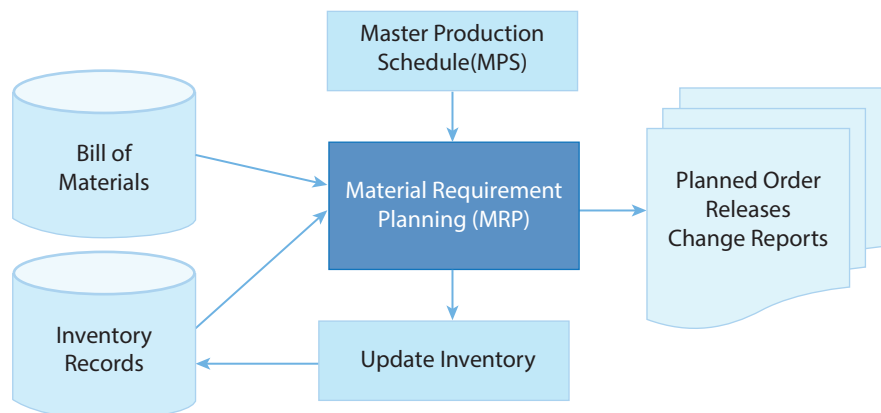 Master Production
Schedule(MPS)
Bill of
Materials
Material Requirement
Planning (MRP)
Planned Order
Releases
Change Reports
Inventory
Records
Update Inventory